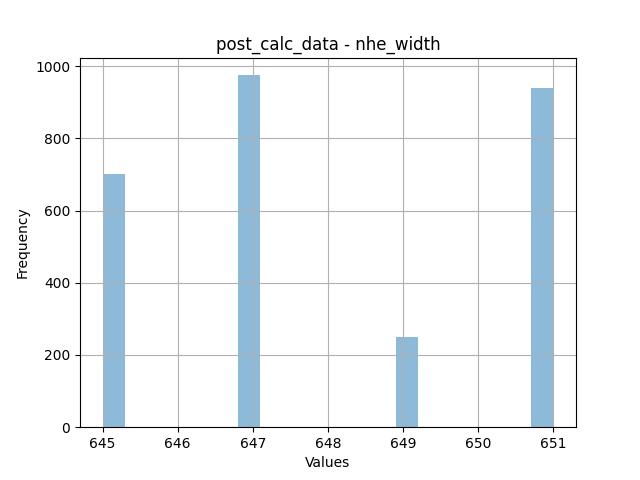 post_calc_data - nhe_width
1000
800
600
400
200
0
Frequency
645 646 647 648 649 650 651
Values